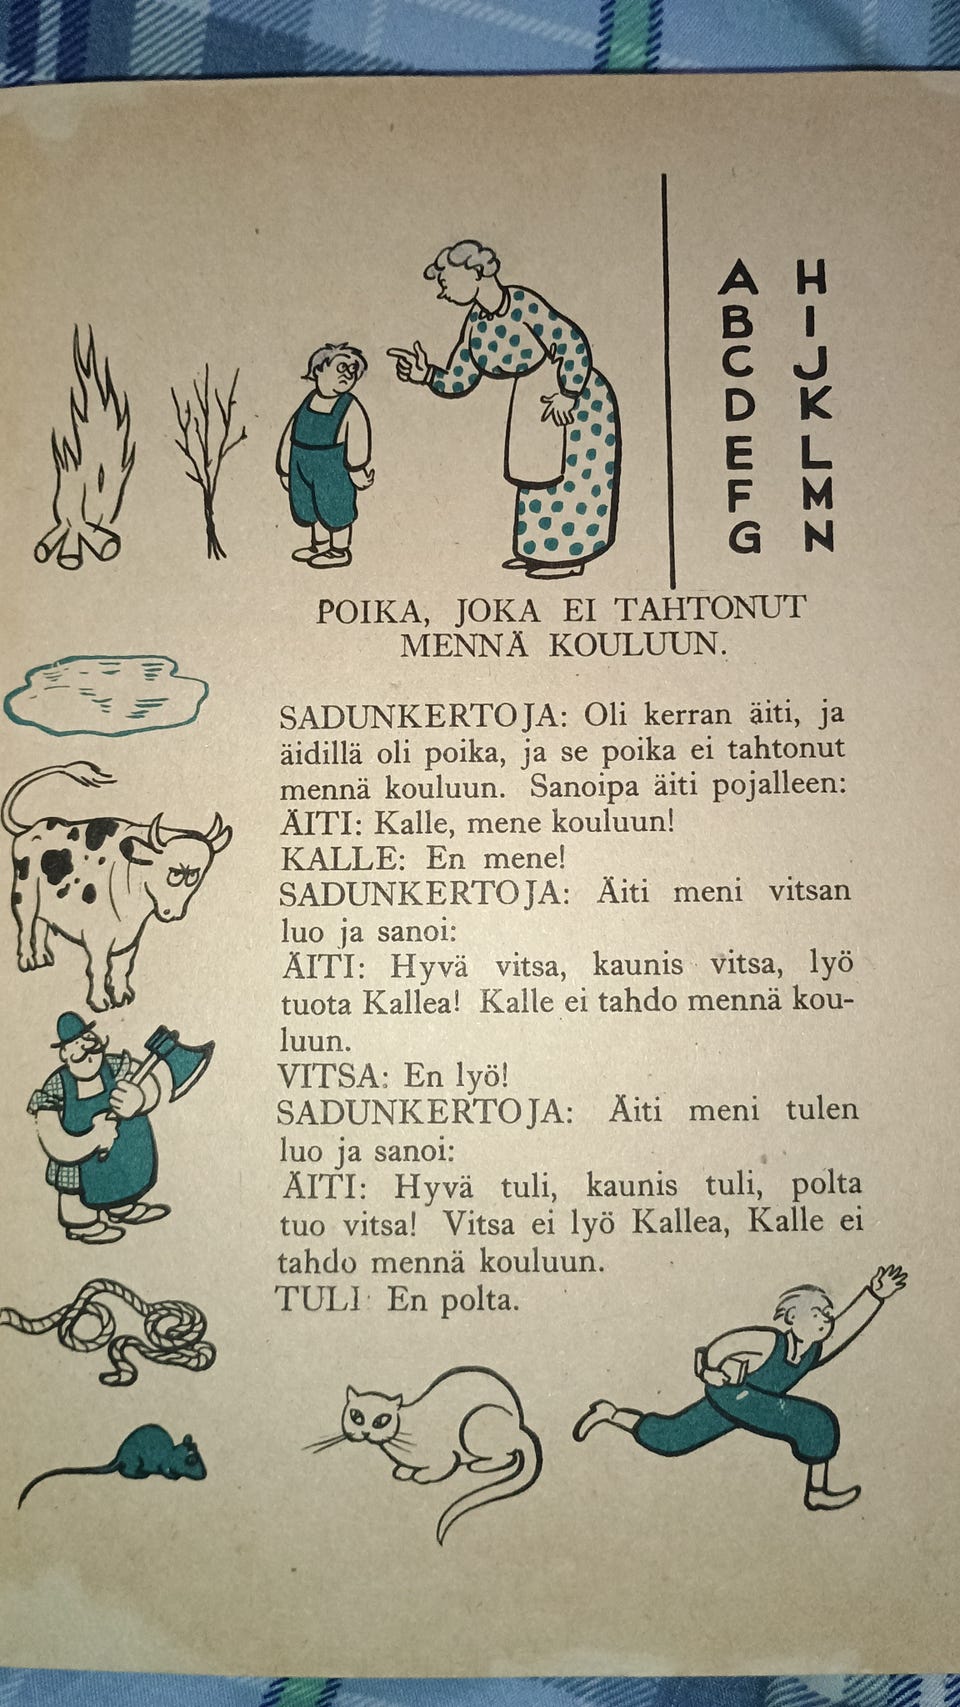 A H
B I
C J
D K
E L
F M
G N
POIKA, JOKA EI TAHTONUT
MENNÄ KOULUUN.
SADUNKERTOJA: Oli kerran äiti, ja
äidillä oli poika, ja se poika ei tahtonut
mennä kouluun. Sanoipa äiti pojalleen:
ÄITI: Kalle, mene kouluun!
KALLE: En mene!
SADUNKERTOJA: Äiti meni vitsan
luo ja sanoi:
ÄITI: Hyvä vitsa, kaunis vitsa, lyö
tuota Kallea! Kalle ei tahdo mennä kou-
luun.
VITSA: En lyö!
SADUNKERTOJA: Äiti meni tulen
luo ja sanoi:
ÄITI: Hyvä tuli, kaunis tuli, polta
tuo vitsa! Vitsa ei lyö Kallea, Kalle ei
tahdo mennä kouluun.
TULI: En polta.